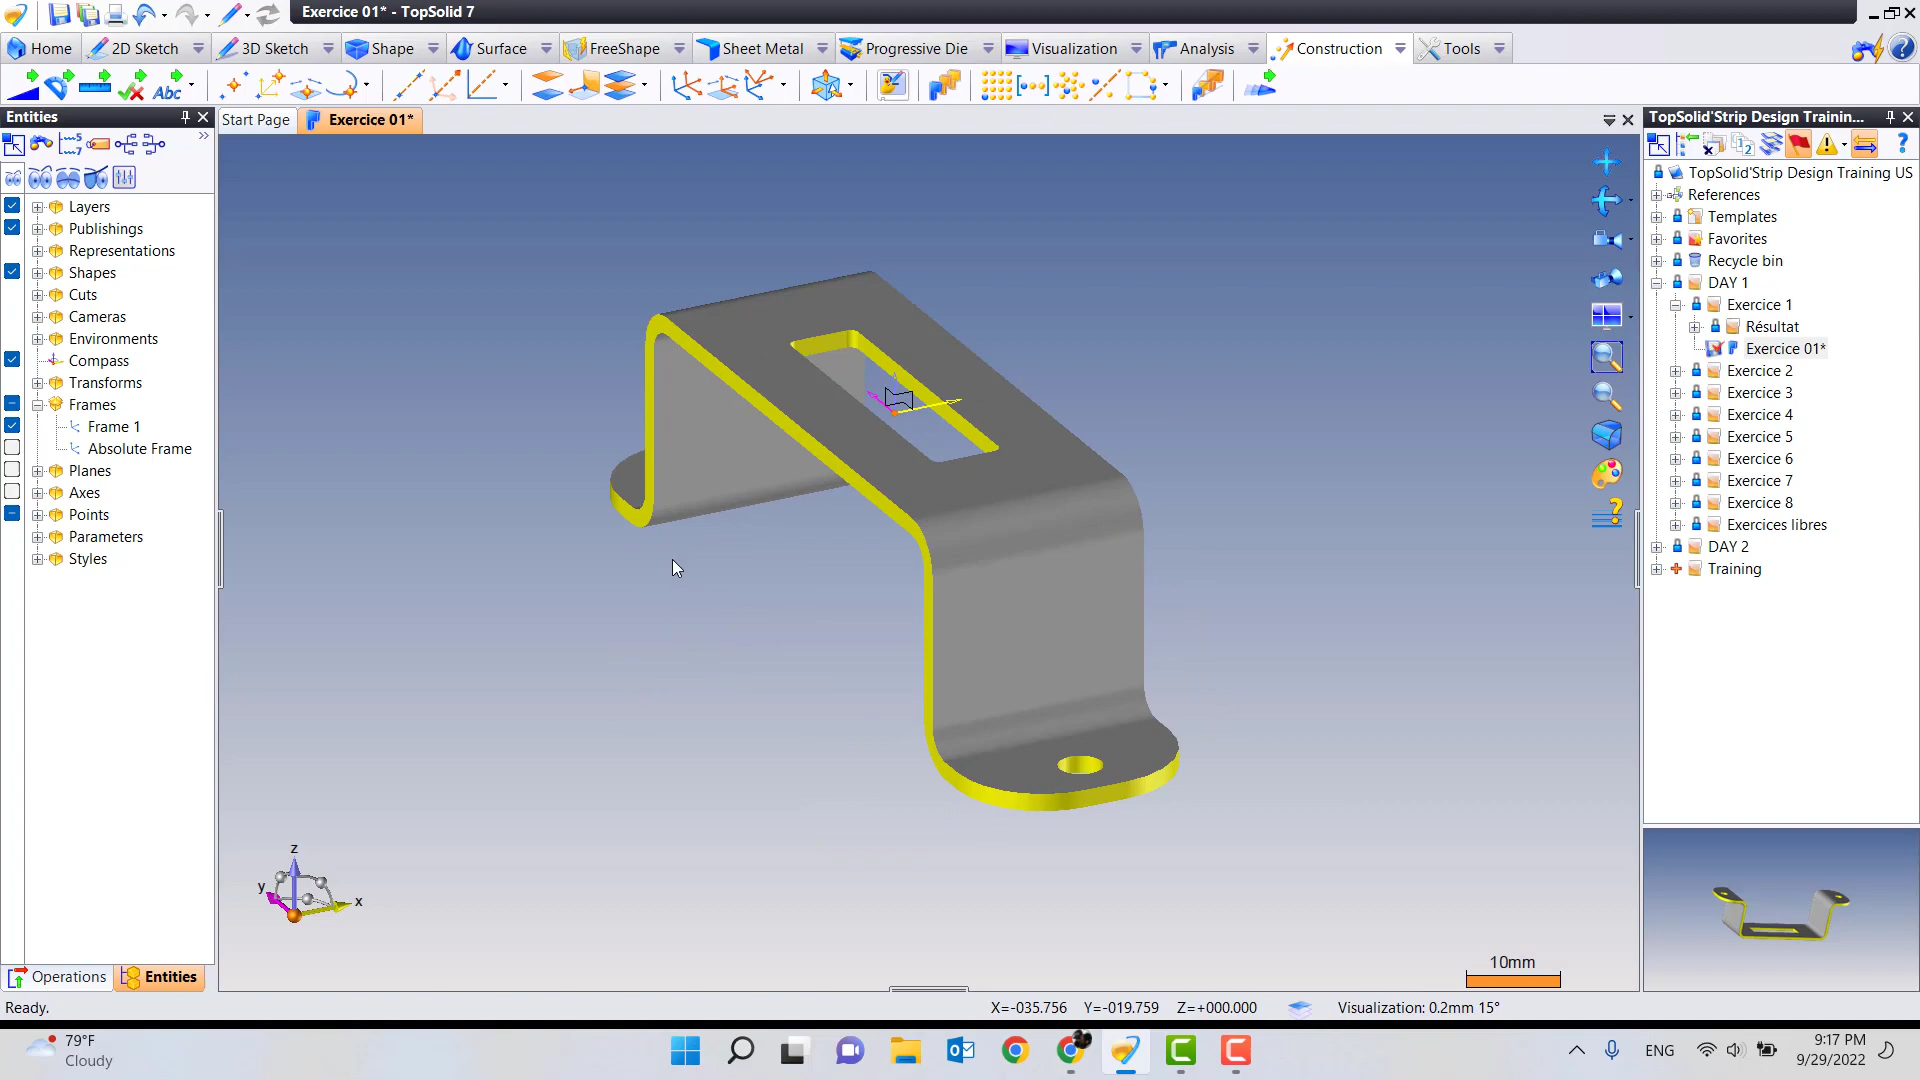 Exercice 01* - TopSolid 7
Home
2D Sketch
3D Sketch
Shape
Surface
FreeShape
Sheet Metal
Progressive Die
Visualization
Analysis
Construction
Tools
Abc
Entities
Start Page
Exercice 01*
TopSolid'Strip Design Trainin...
Layers
Publishings
Representations
Shapes
Cuts
Cameras
Environments
Compass
Transforms
Frames
Frame 1
Absolute Frame
Planes
Axes
Points
Parameters
Styles
TopSolid'Strip Design Training US
References
Templates
Favorites
Recycle bin
DAY 1
Exercice 1
Résultat
Exercice 01*
Exercice 2
Exercice 3
Exercice 4
Exercice 5
Exercice 6
Exercice 7
Exercice 8
Exercices libres
DAY 2
Training
z
y
x
10mm
Operations
Entities
Ready.
X=-035.756 Y=-019.759 Z=+000.000
Visualization: 0.2mm 15°
79°F
Cloudy
ENG
9:17 PM
9/29/2022